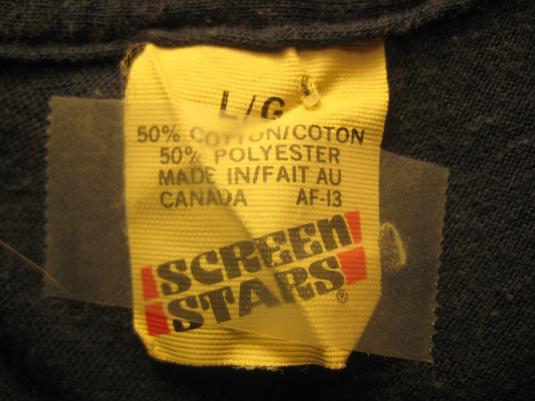 L/G
50% COTTON/COTON
50% POLYESTER
MADE IN/FAIT AU
CANADA AF-13
SCREEN
STARS®